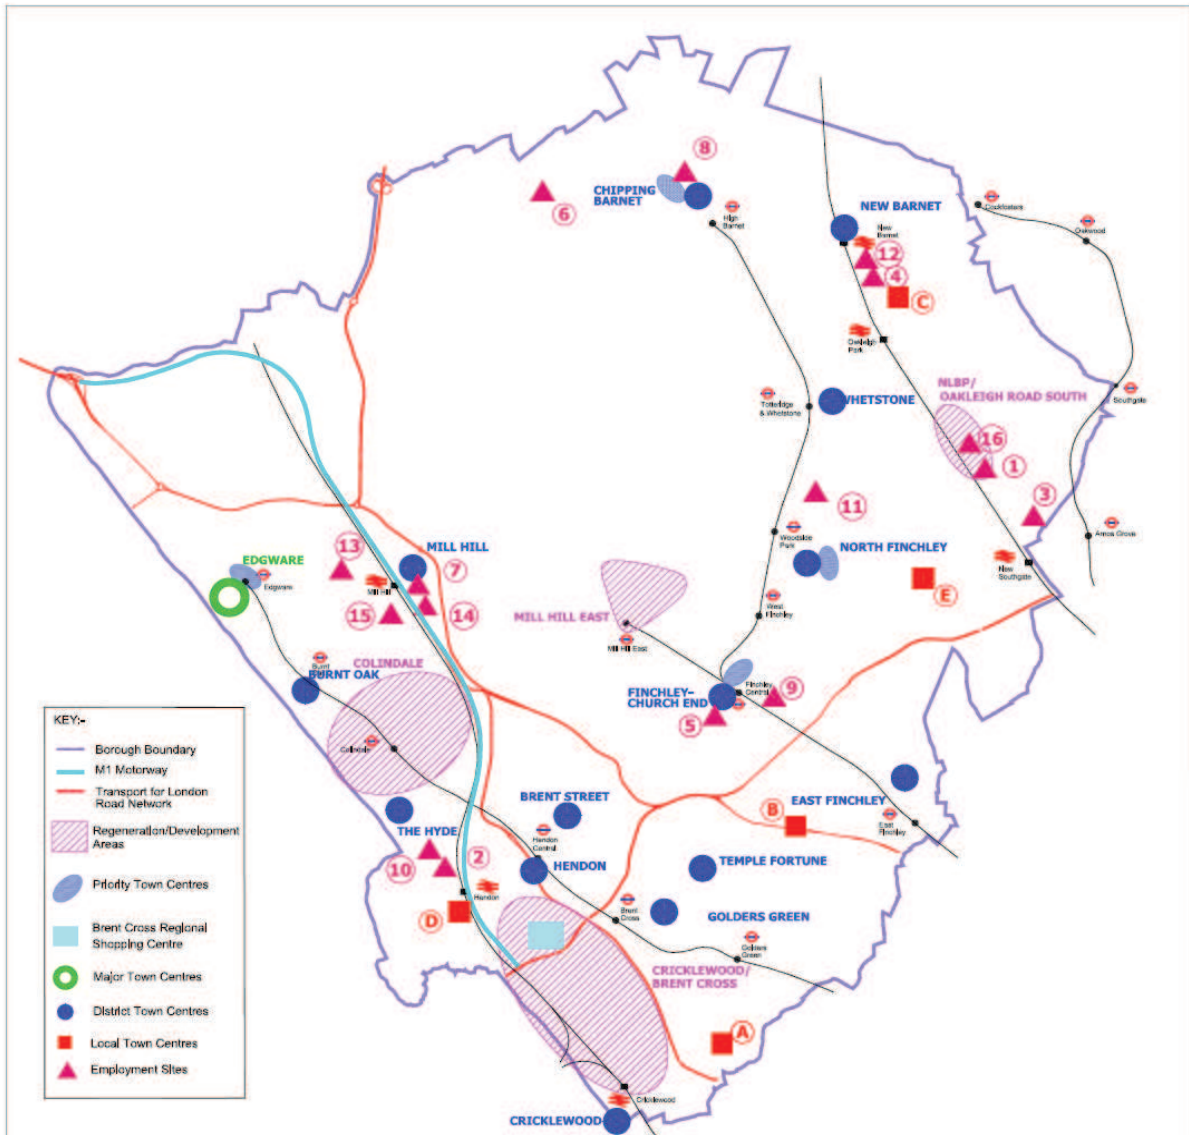 8
CHIPPING
BARNET
6
High
Barnet
NEW BARNET
New
Barnet
Cockfosters
Oakwood
12
4
C
Oakleigh
Park
NLBP/
OAKLEIGH ROAD SOUTH
Totteridge
& Whetstone
WHETSTONE
Southgate
16
1
3
11
Woodside
Park
NORTH FINCHLEY
Arnos Grove
New
Southgate
E
13
MILL HILL
7
EDGWARE
Edgware
Mill Hill
15
14
MILL HILL EAST
Mill Hill East
West
Finchley
COLINDALE
Burnt
BURNT OAK
FINCHLEY-
CHURCH END
Finchley
Central
9
5
Colindale
BRENT STREET
B
EAST FINCHLEY
East
Finchley
THE HYDE
Hendon
Central
2
10
HENDON
TEMPLE FORTUNE
Hendon
D
Brent
Cross
GOLDERS GREEN
Golders
Green
CRICKLEWOOD/
BRENT CROSS
A
Cricklewood
CRICKLEWOOD
KEY:-
Borough Boundary
M1 Motorway
Transport for London
Road Network
Regeneration/Development
Areas
Priority Town Centres
Brent Cross Regional
Shopping Centre
Major Town Centres
District Town Centres
Local Town Centres
Employment Sites